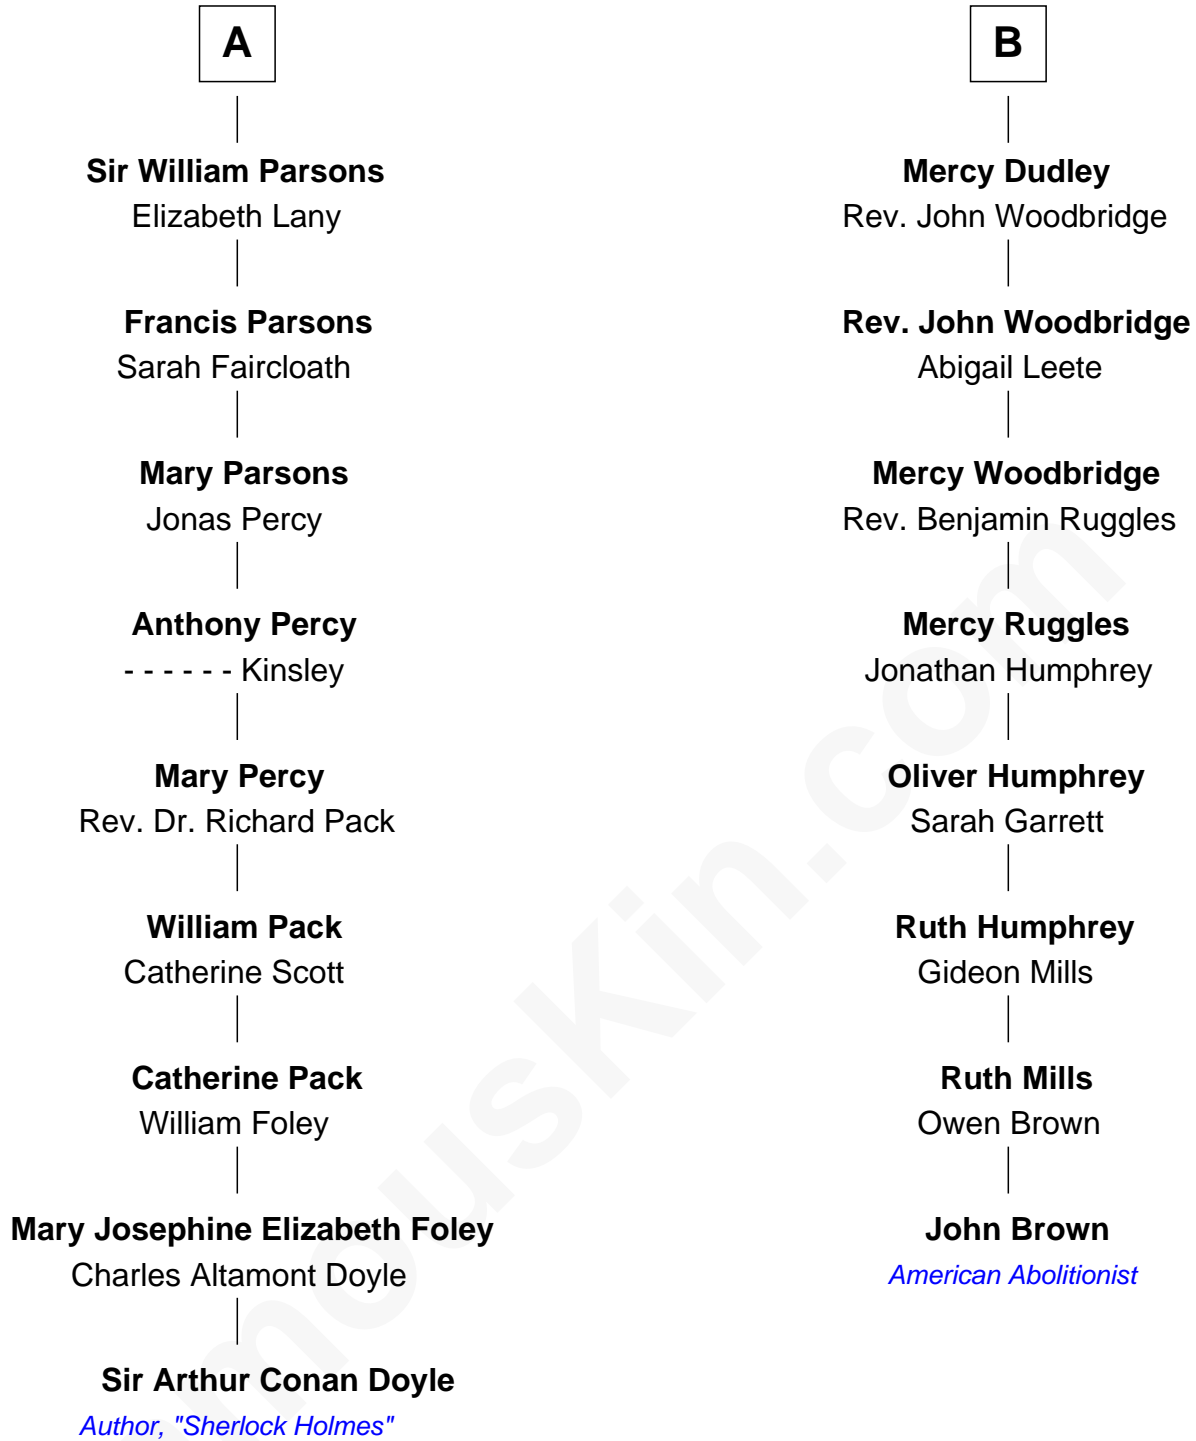 A
Sir William Parsons
Elizabeth Lany
Francis Parsons
Sarah Faircloath
Mary Parsons
Jonas Percy
Anthony Percy
- - - - - - Kinsley
Mary Percy
Rev. Dr. Richard Pack
William Pack
Catherine Scott
Catherine Pack
William Foley
Mary Josephine Elizabeth Foley
Charles Altamont Doyle
Sir Arthur Conan Doyle
Author, "Sherlock Holmes"
B
Mercy Dudley
Rev. John Woodbridge
Rev. John Woodbridge
Abigail Leete
Mercy Woodbridge
Rev. Benjamin Ruggles
Mercy Ruggles
Jonathan Humphrey
Oliver Humphrey
Sarah Garrett
Ruth Humphrey
Gideon Mills
Ruth Mills
Owen Brown
John Brown
American Abolitionist
mouskin.com